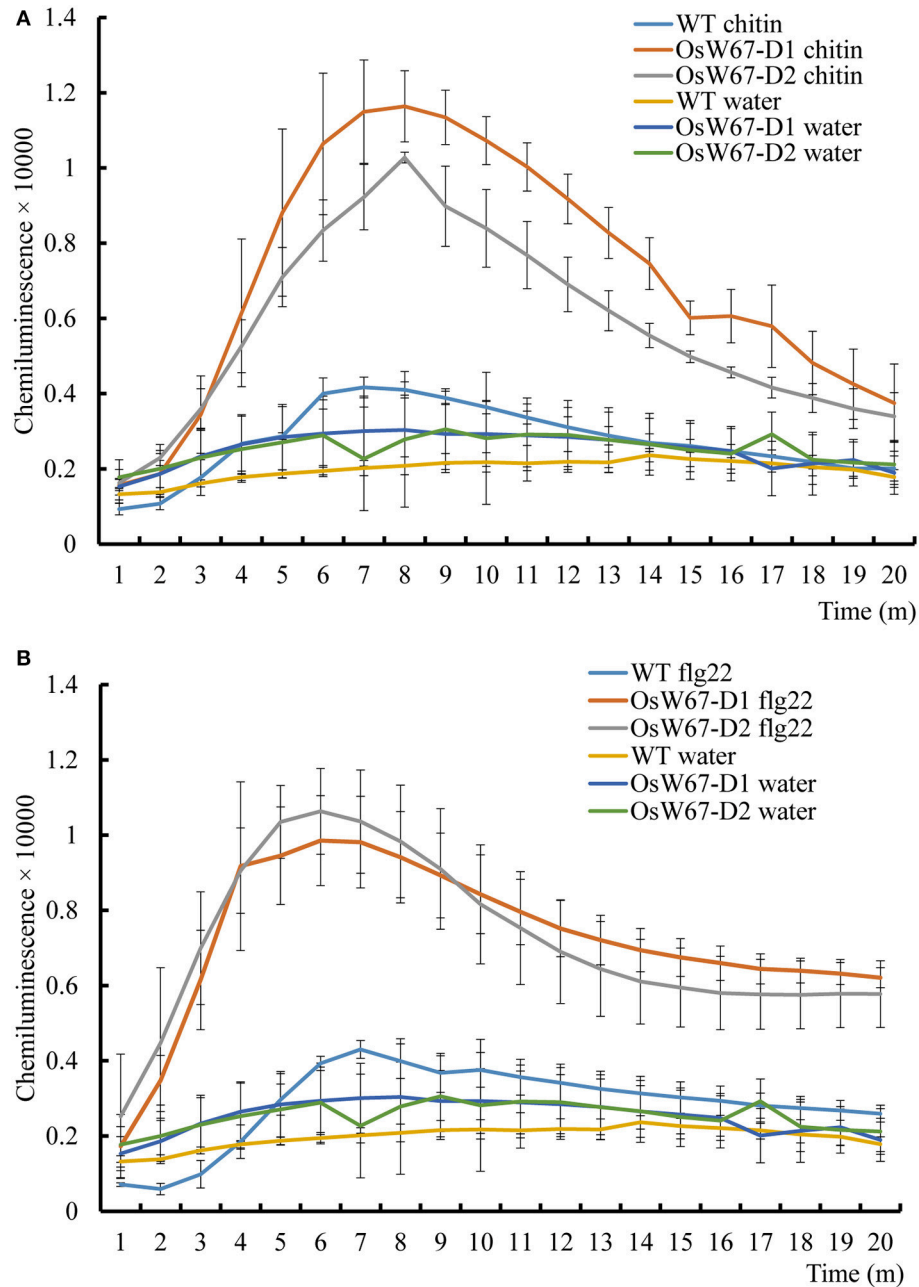 A
1.4
1.2
1
0.8
0.6
0.4
0.2
0
Chemiluminescence × 10000
WT chitin
OsW67-D1 chitin
OsW67-D2 chitin
WT water
OsW67-D1 water
OsW67-D2 water
1 2 3 4 5 6 7 8 9 10 11 12 13 14 15 16 17 18 19 20
Time (m)
B
1.4
1.2
1
0.8
0.6
0.4
0.2
0
Chemiluminescence × 10000
WT flg22
OsW67-D1 flg22
OsW67-D2 flg22
WT water
OsW67-D1 water
OsW67-D2 water
1 2 3 4 5 6 7 8 9 10 11 12 13 14 15 16 17 18 19 20
Time (m)